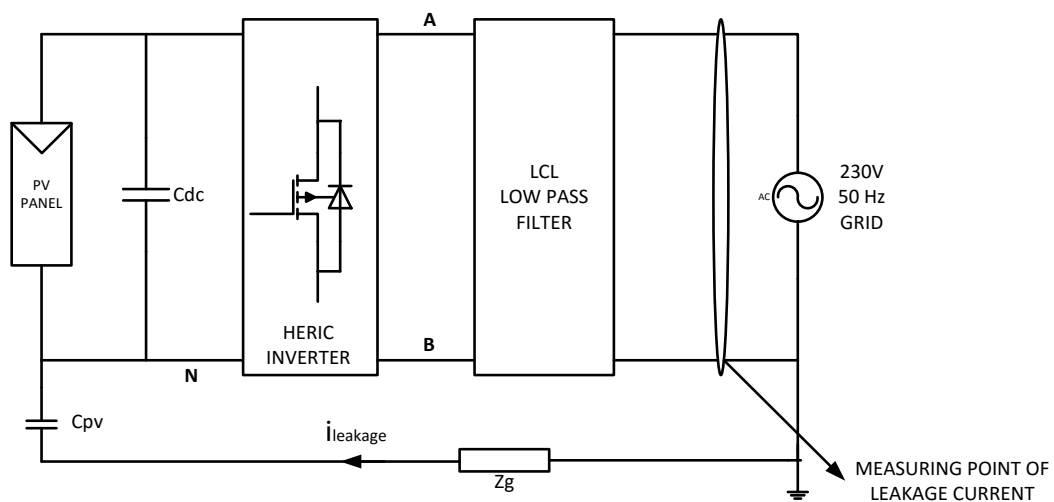 A
PV
PANEL
Cdc
HERIC
INVERTER
LCL
LOW PASS
FILTER
AC
230V
50 Hz
GRID
B
N
Cpv
ileakage
Zg
MEASURING POINT OF
LEAKAGE CURRENT